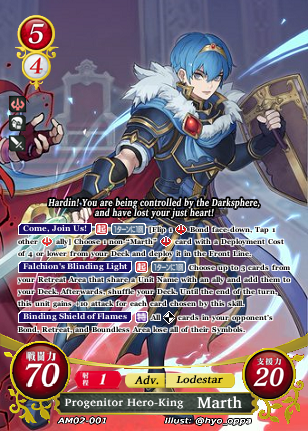 5
4
Hardin! You are being controlled by the Darksphere,
and have lost your just heart!
Come, Join Us! 起 1ターンに1回 [Flip 1 Bond face-down, Tap 1
other ally] Choose 1 non-"Marth" card with a Deployment Cost
of 4 or lower from your Deck and deploy it in the Front Line.
Falchion's Blinding Light 起 1ターンに1回 Choose up to 3 cards from
your Retreat Area that share a Unit Name with an ally and add them to
your Deck. Afterwards, shuffle your Deck. Until the end of the turn,
this unit gains +10 attack for each card chosen by this skill.
Binding Shield of Flames 特 All cards in your opponent's
Bond, Retreat, and Boundless Area lose all of their Symbols.
戦闘力
70
射程 1 Adv. Lodestar
支援力
20
Progenitor Hero-King Marth
AM02-001 Illust: @hyo_oppa